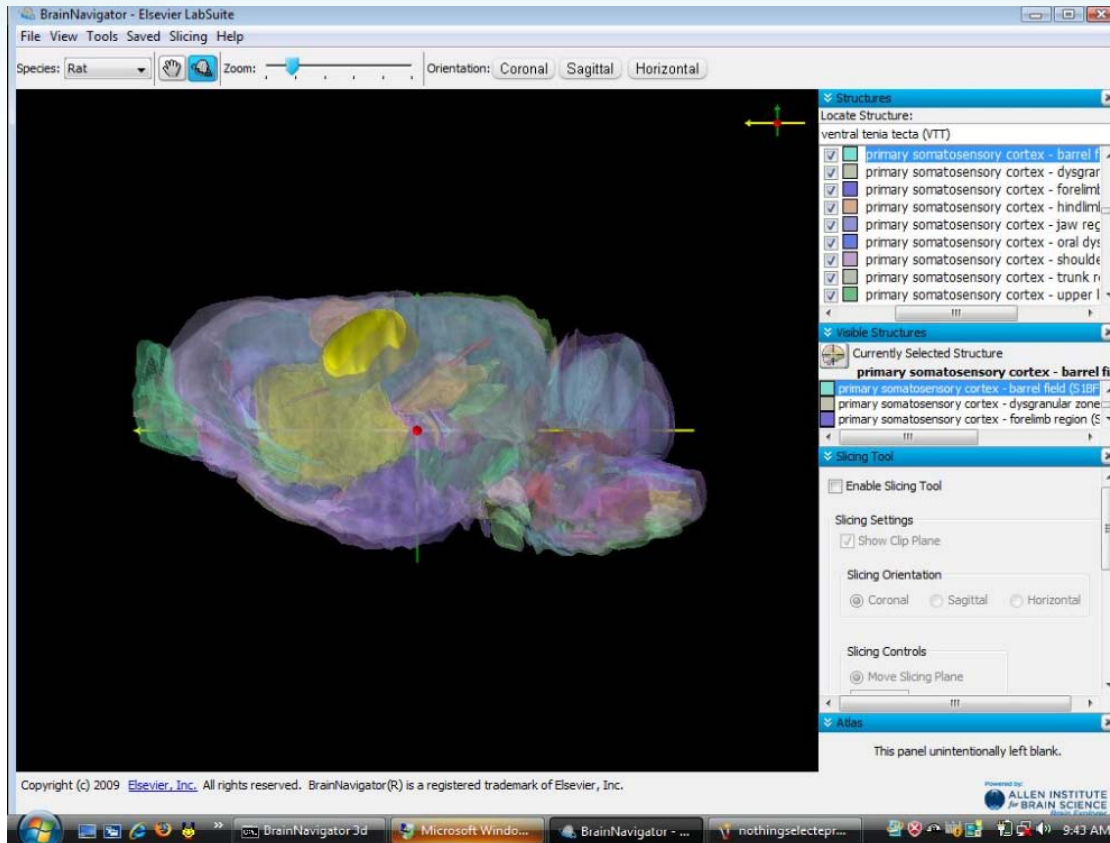 BrainNavigator - Elsevier LabSuite
File View Tools Saved Slicing Help
Species: Rat Zoom: Orientation: Coronal Sagittal Horizontal
Structures
Locate Structure:
ventral tenia tecta (VTT)
primary somatosensory cortex - barrel f
primary somatosensory cortex - dysgran
primary somatosensory cortex - forelimb
primary somatosensory cortex - hindlim
primary somatosensory cortex - jaw reg
primary somatosensory cortex - oral dys
primary somatosensory cortex - shoulde
primary somatosensory cortex - trunk r
primary somatosensory cortex - upper l
Visible Structures
Currently Selected Structure
primary somatosensory cortex - barrel fi
primary somatosensory cortex - barrel field (S1BF
primary somatosensory cortex - dysgranular zone
primary somatosensory cortex - forelimb region (S
Slicing Tool
Enable Slicing Tool
Slicing Settings
Show Clip Plane
Slicing Orientation
Coronal Sagittal Horizontal
Slicing Controls
Move Slicing Plane
Atlas
This panel unintentionally left blank.
Copyright (c) 2009 Elsevier, Inc. All rights reserved. BrainNavigator(R) is a registered trademark of Elsevier, Inc.
Powered by:
ALLEN INSTITUTE
for BRAIN SCIENCE
Brain Explorer
BrainNavigator 3d Microsoft Windo... BrainNavigator - ... nothingselectepr... 9:43 AM